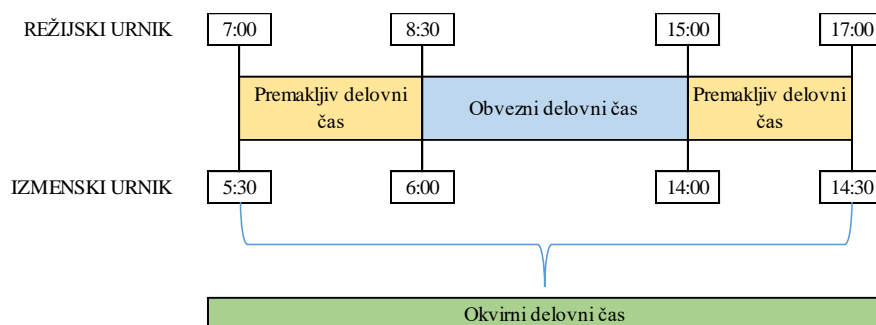 REŽIJSKI URNIK 7:00 8:30 15:00 17:00
Premakljiv delovni
čas
Obvezni delovni čas
Premakljiv delovni
čas
IZMENSKI URNIK 5:30 6:00 14:00 14:30
Okvirni delovni čas